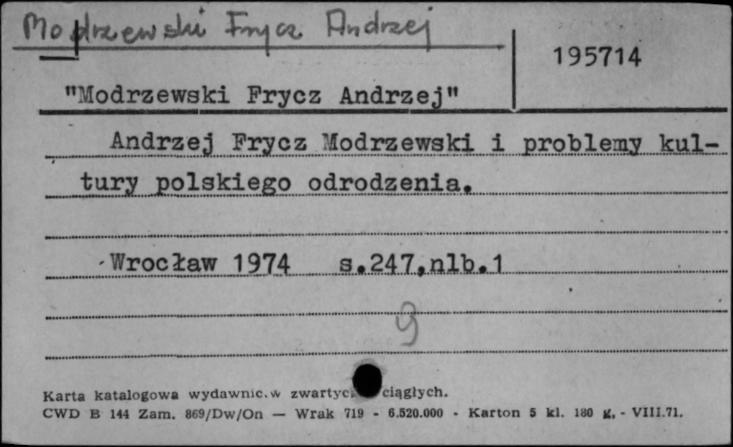 Modrzewski Frycz Andrzej
195714
"Modrzewski Frycz Andrzej"
Andrzej Frycz Modrzewski i problemy kul-
tury polskiego odrodzenia.
Wrocław 1974 s.247,nlb.1
9
Karta katalogowa wydawnic.w zwartyc ciągłych.
CWD B 144 Zam. 869/Dw/On — Wrak 719 - 6.520.000 - Karton 5 kl. 180 g. - VIII.71.